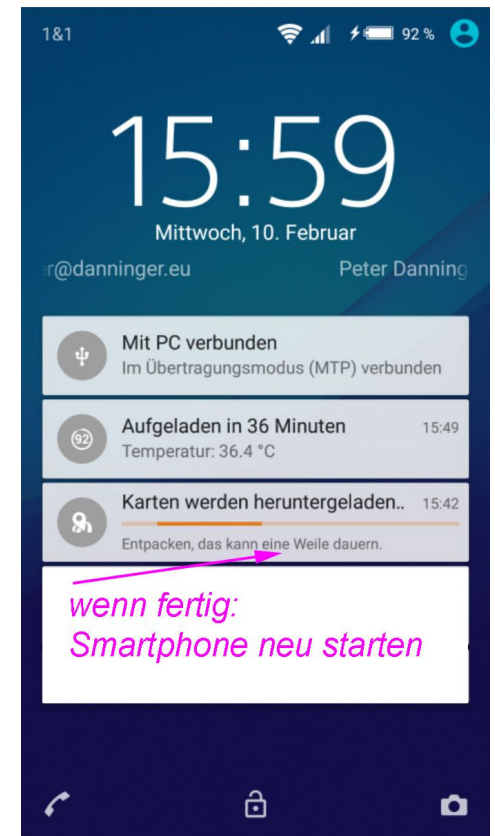 1&1 92 %
15:59
Mittwoch, 10. Februar
r@danninger.eu Peter Danning
Mit PC verbunden
Im Übertragungsmodus (MTP) verbunden
92 Aufgeladen in 36 Minuten 15:49
Temperatur: 36.4 °C
Karten werden heruntergeladen.. 15:42
Entpacken, das kann eine Weile dauern.
wenn fertig:
Smartphone neu starten